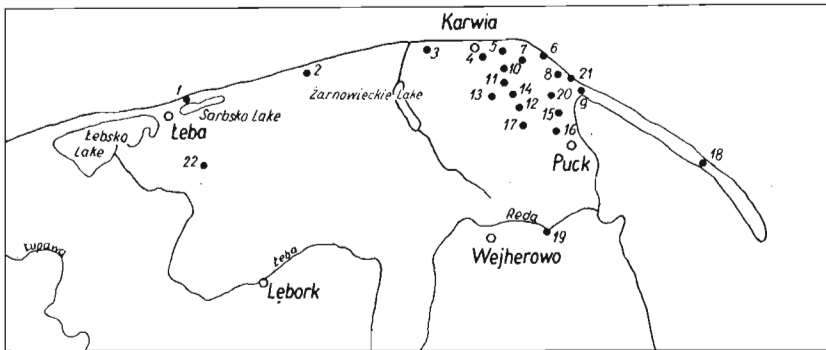 Karwia
1
2
3
4
5
7
6
8
21
10
11
13
14
12
20
9
15
17
16
18
Żarnowieckie Lake
Sarbsko Lake
Łeba
Łebsko
Lake
22
Puck
Reda
19
Wejherowo
Łupawa
Łeba
Lębork